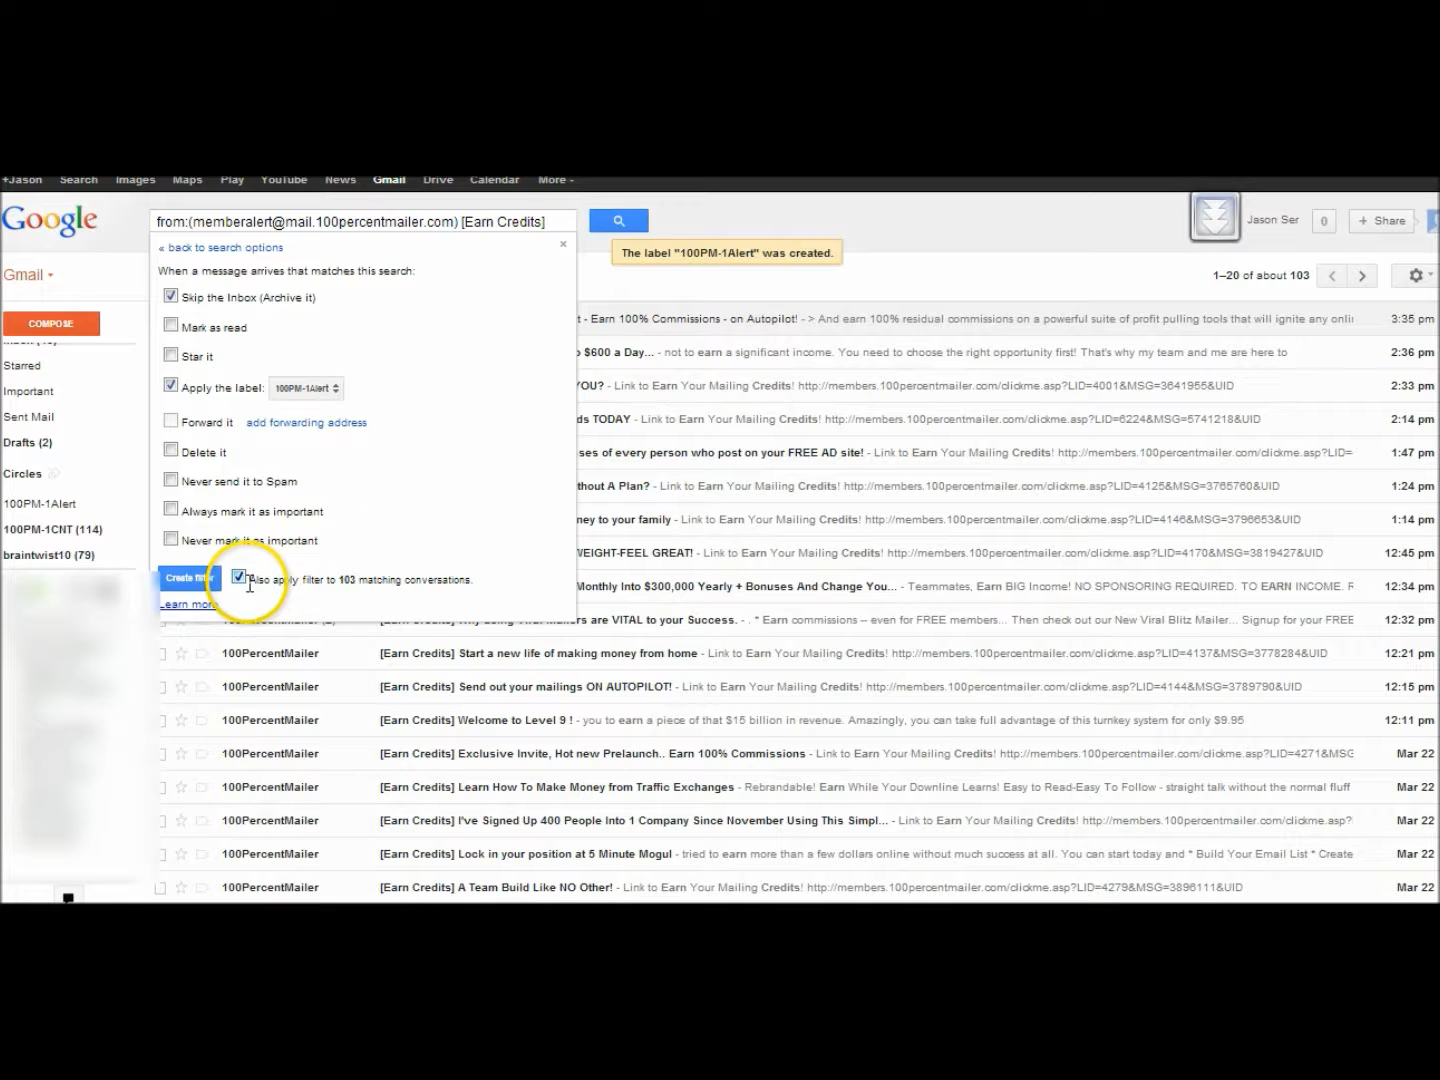 +Jason Search Images Maps Play YouTube News Gmail Drive Calendar More
Google
from:(memberalert@mail.100percentmailer.com) [Earn Credits]
Jason Ser 0 + Share
« back to search options ×
The label "100PM-1Alert" was created.
When a message arrives that matches this search:
Gmail
1–20 of about 103
Skip the Inbox (Archive it)
COMPOSE
Mark as read
t - Earn 100% Commissions - on Autopilot! - > And earn 100% residual commissions on a powerful suite of profit pulling tools that will ignite any onlin 3:35 pm
Star it
$600 a Day... - not to earn a significant income. You need to choose the right opportunity first! That's why my team and me are here to 2:36 pm
Starred
Apply the label: 100PM-1Alert
YOU? - Link to Earn Your Mailing Credits! http://members.100percentmailer.com/clickme.asp?LID=4001&MSG=3641955&UID 2:33 pm
Important
Sent Mail
Forward it add forwarding address
ds TODAY - Link to Earn Your Mailing Credits! http://members.100percentmailer.com/clickme.asp?LID=6224&MSG=5741218&UID 2:14 pm
Drafts (2)
Delete it
ses of every person who post on your FREE AD site! - Link to Earn Your Mailing Credits! http://members.100percentmailer.com/clickme.asp?LID= 1:47 pm
Circles
Never send it to Spam
thout A Plan? - Link to Earn Your Mailing Credits! http://members.100percentmailer.com/clickme.asp?LID=4125&MSG=3765760&UID 1:24 pm
100PM-1Alert
Always mark it as important
ney to your family - Link to Earn Your Mailing Credits! http://members.100percentmailer.com/clickme.asp?LID=4146&MSG=3796653&UID 1:14 pm
100PM-1CNT (114)
Never mark it as important
WEIGHT-FEEL GREAT! - Link to Earn Your Mailing Credits! http://members.100percentmailer.com/clickme.asp?LID=4170&MSG=3819427&UID 12:45 pm
braintwist10 (79)
Create filter Also apply filter to 103 matching conversations.
Monthly Into $300,000 Yearly + Bonuses And Change You... - Teammates, Earn BIG Income! NO SPONSORING REQUIRED. TO EARN INCOME. R 12:34 pm
Learn more
are VITAL to your Success. - . * Earn commissions -- even for FREE members... Then check out our New Viral Blitz Mailer... Signup for your FREE 12:32 pm
100PercentMailer [Earn Credits] Start a new life of making money from home - Link to Earn Your Mailing Credits! http://members.100percentmailer.com/clickme.asp?LID=4137&MSG=3778284&UID 12:21 pm
100PercentMailer [Earn Credits] Send out your mailings ON AUTOPILOT! - Link to Earn Your Mailing Credits! http://members.100percentmailer.com/clickme.asp?LID=4144&MSG=3789790&UID 12:15 pm
100PercentMailer [Earn Credits] Welcome to Level 9 ! - you to earn a piece of that $15 billion in revenue. Amazingly, you can take full advantage of this turnkey system for only $9.95 12:11 pm
100PercentMailer [Earn Credits] Exclusive Invite, Hot new Prelaunch.. Earn 100% Commissions - Link to Earn Your Mailing Credits! http://members.100percentmailer.com/clickme.asp?LID=4271&MSG Mar 22
100PercentMailer [Earn Credits] Learn How To Make Money from Traffic Exchanges - Rebrandable! Earn While Your Downline Learns! Easy to Read-Easy To Follow - straight talk without the normal fluff Mar 22
100PercentMailer [Earn Credits] I've Signed Up 400 People Into 1 Company Since November Using This Simpl... - Link to Earn Your Mailing Credits! http://members.100percentmailer.com/clickme.asp? Mar 22
100PercentMailer [Earn Credits] Lock in your position at 5 Minute Mogul - tried to earn more than a few dollars online without much success at all. You can start today and * Build Your Email List * Create Mar 22
100PercentMailer [Earn Credits] A Team Build Like NO Other! - Link to Earn Your Mailing Credits! http://members.100percentmailer.com/clickme.asp?LID=4279&MSG=3896111&UID Mar 22